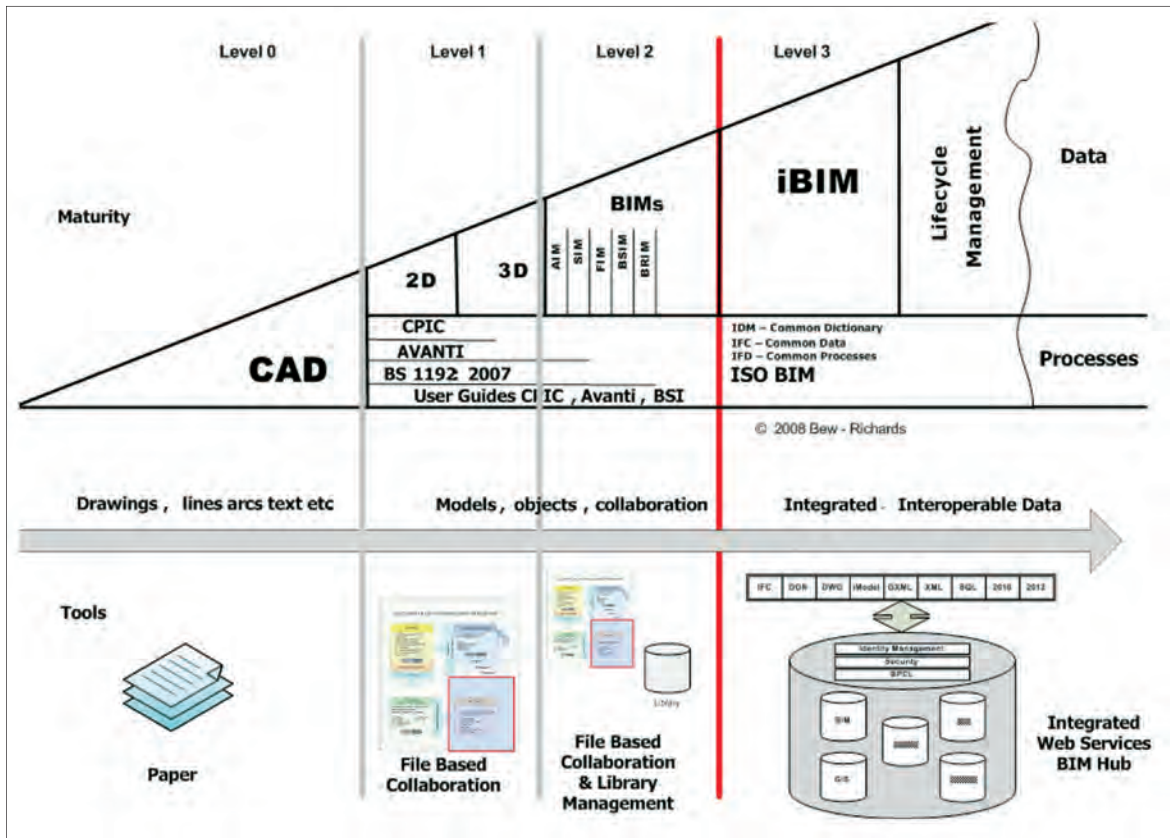 Level 0
Level 1
Level 2
Level 3
Maturity
CAD
2D
3D
BIMs
AIM
SIM
FIM
BSIM
BRIM
iBIM
Lifecycle
Management
Data
CPIC
AVANTI
BS 1192: 2007
User Guides CPIC , Avanti , BSI
IDM – Common Dictionary
IFC – Common Data
IFD – Common Processes
ISO BIM
Processes
© 2008 Bew - Richards
Drawings , lines arcs text etc
Models , objects , collaboration
Integrated Interoperable Data
Tools
Paper
File Based
Collaboration
Library
File Based
Collaboration
& Library
Management
IFC DWG iModel XML 2010 2012
Identity Management
Security
BIM
GIS
Integrated
Web Services
BIM Hub